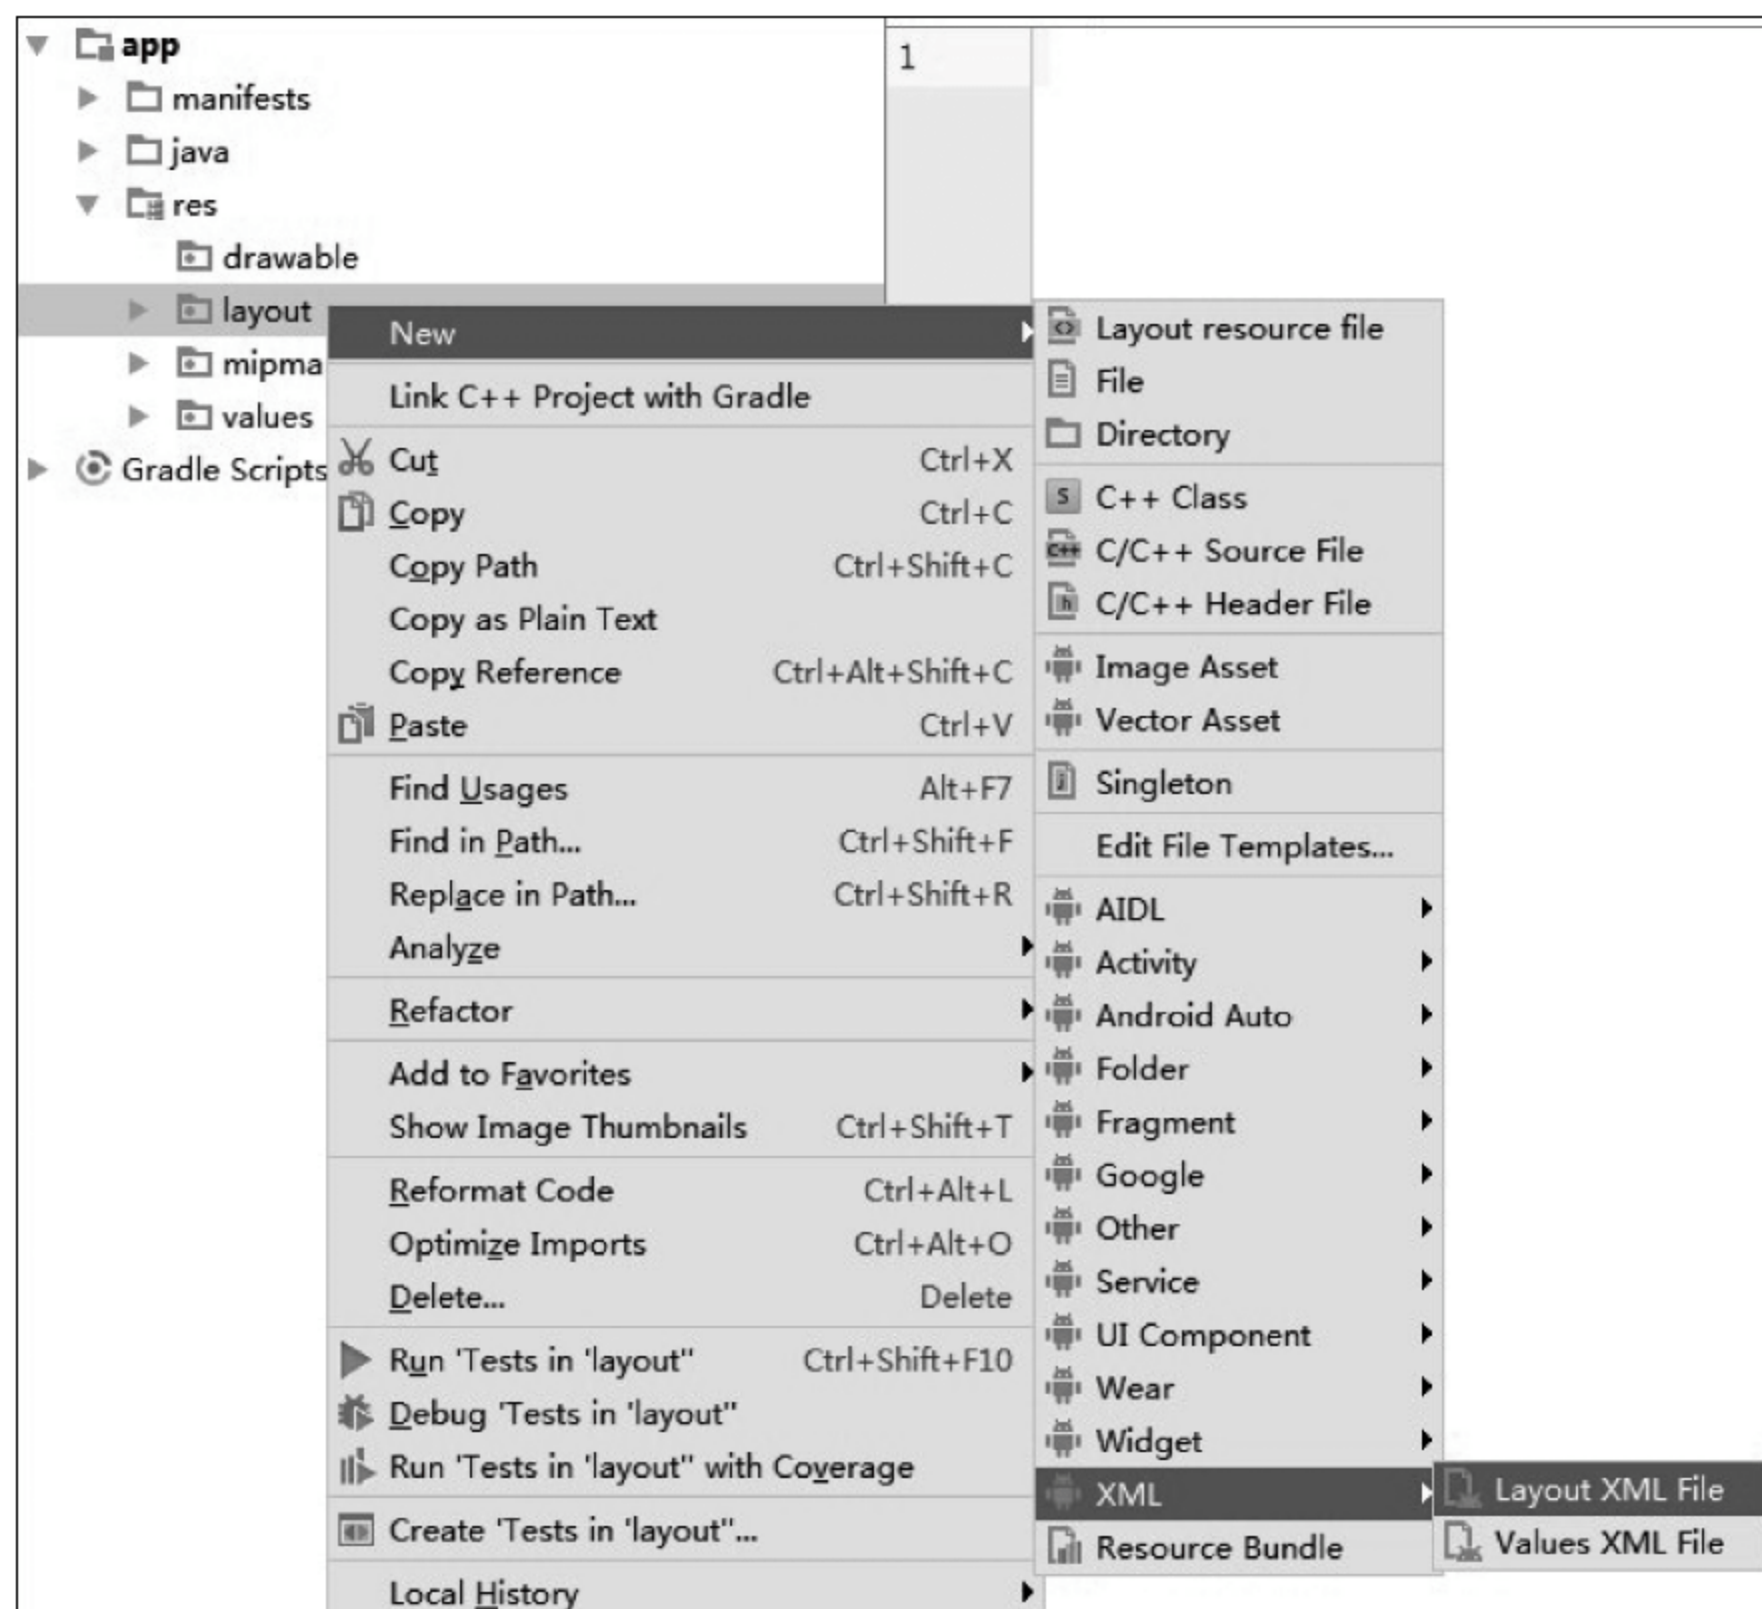 app
1
manifests
java
res
drawable
layout
mipma
values
Gradle Scripts
New
Link C++ Project with Gradle
Cut Ctrl+X
Copy Ctrl+C
Copy Path Ctrl+Shift+C
Copy as Plain Text
Copy Reference Ctrl+Alt+Shift+C
Paste Ctrl+V
Find Usages Alt+F7
Find in Path... Ctrl+Shift+F
Replace in Path... Ctrl+Shift+R
Analyze
Refactor
Add to Favorites
Show Image Thumbnails Ctrl+Shift+T
Reformat Code Ctrl+Alt+L
Optimize Imports Ctrl+Alt+O
Delete... Delete
Run 'Tests in 'layout'' Ctrl+Shift+F10
Debug 'Tests in 'layout''
Run 'Tests in 'layout'' with Coverage
Create 'Tests in 'layout''...
Local History
Layout resource file
File
Directory
C++ Class
C/C++ Source File
C/C++ Header File
Image Asset
Vector Asset
Singleton
Edit File Templates...
AIDL
Activity
Android Auto
Folder
Fragment
Google
Other
Service
UI Component
Wear
Widget
XML
Resource Bundle
Layout XML File
Values XML File